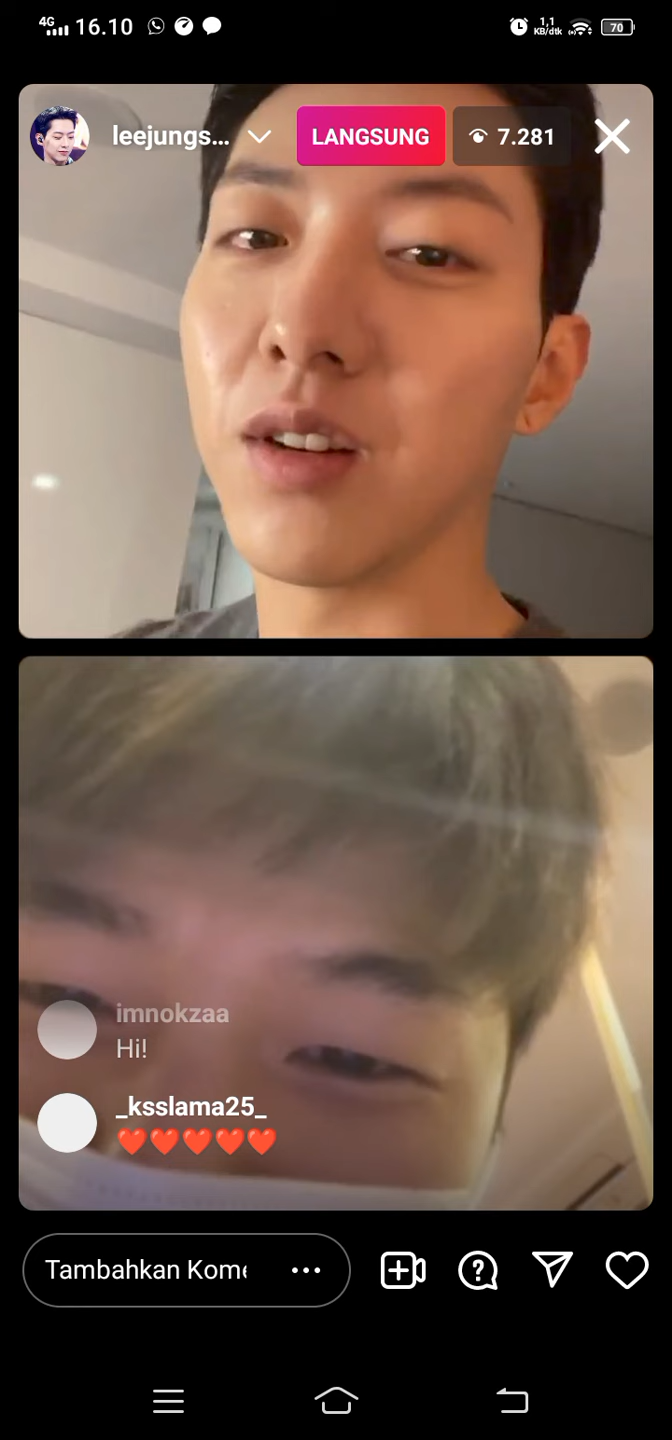 4G 16.10 1,1 KB/dtk 70
leejungs... LANGSUNG 7.281
imnokzaa
Hi!
_ksslama25_
❤️❤️❤️❤️❤️
Tambahkan Kome